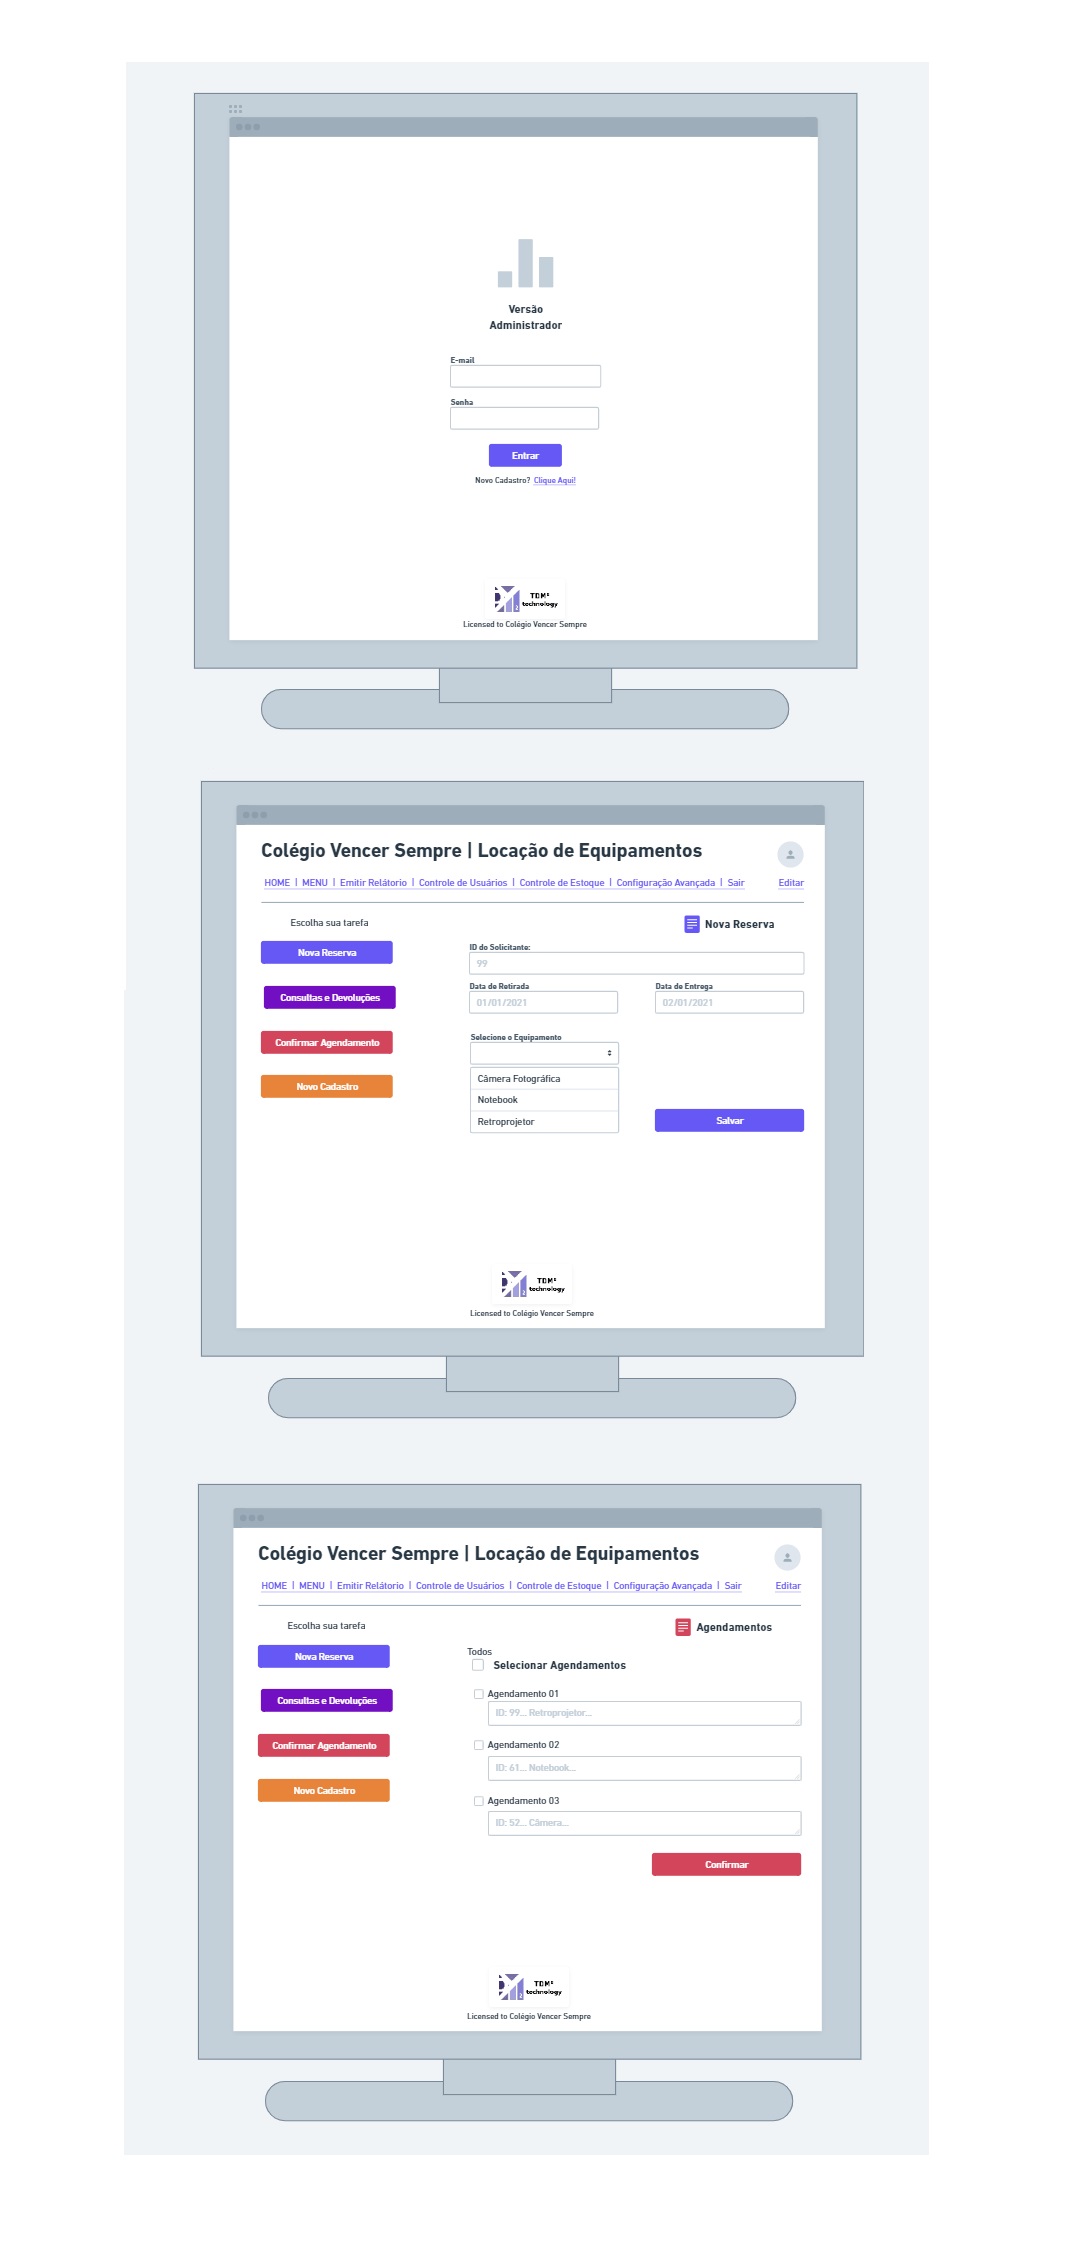 Versão
Administrador
E-mail
Senha
Entrar
Novo Cadastro? Clique Aqui!
TDM²
technology
Licensed to Colégio Vencer Sempre
Colégio Vencer Sempre | Locação de Equipamentos
HOME | MENU | Emitir Relátorio | Controle de Usuários | Controle de Estoque | Configuração Avançada | Sair Editar
Escolha sua tarefa
Nova Reserva
Consultas e Devoluções
Confirmar Agendamento
Novo Cadastro
Nova Reserva
ID do Solicitante:
99
Data de Retirada Data de Entrega
01/01/2021 02/01/2021
Selecione o Equipamento
Câmera Fotográfica
Notebook
Retroprojetor
Salvar
TDM²
technology
Licensed to Colégio Vencer Sempre
Colégio Vencer Sempre | Locação de Equipamentos
HOME | MENU | Emitir Relátorio | Controle de Usuários | Controle de Estoque | Configuração Avançada | Sair Editar
Escolha sua tarefa
Nova Reserva
Consultas e Devoluções
Confirmar Agendamento
Novo Cadastro
Agendamentos
Todos
Selecionar Agendamentos
Agendamento 01
ID: 99... Retroprojetor...
Agendamento 02
ID: 61... Notebook...
Agendamento 03
ID: 52... Câmera...
Confirmar
TDM²
technology
Licensed to Colégio Vencer Sempre